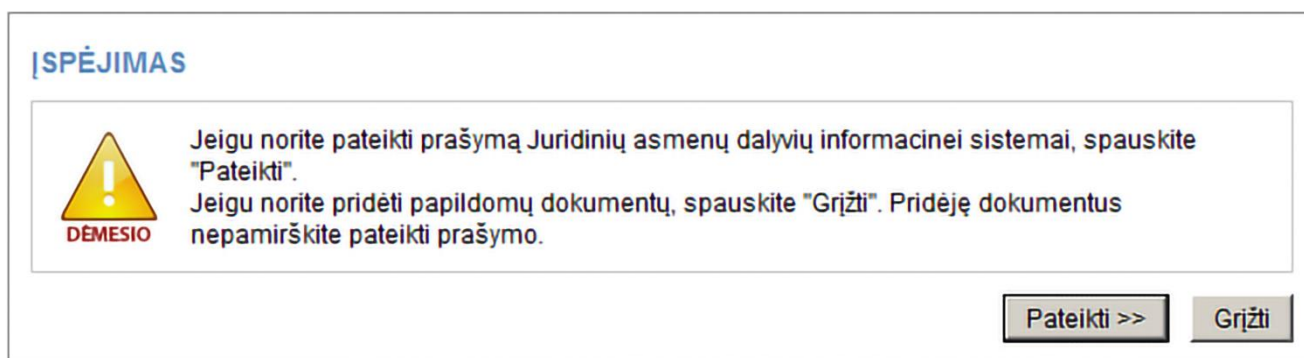 ĮSPĖJIMAS
Jeigu norite pateikti prašymą Juridinių asmenų dalyvių informacinei sistemai, spauskite
"Pateikti".
Jeigu norite pridėti papildomų dokumentų, spauskite "Grįžti". Pridėję dokumentus
nepamirškite pateikti prašymo.
DĖMESIO
Pateikti >>
Grįžti